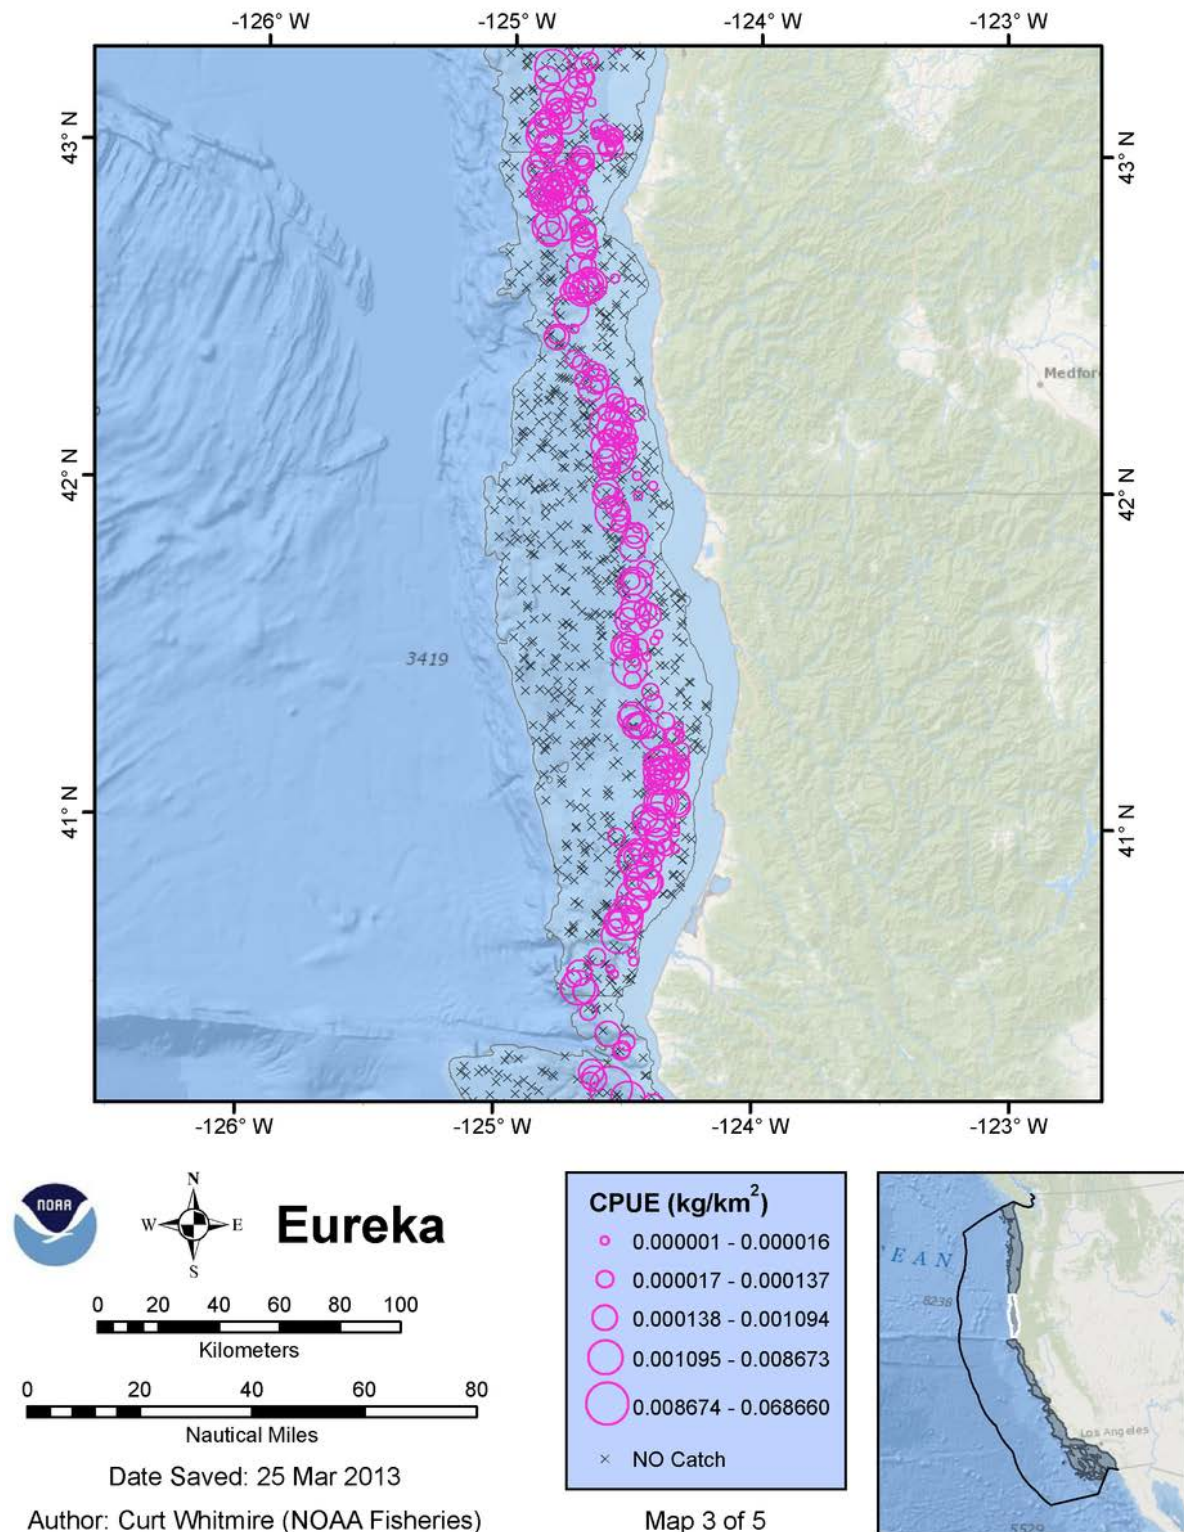 -126° W
-125° W
-124° W
-123° W
43° N
43° N
Medfor
42° N
42° N
3419
41° N
41° N
-126° W
-125° W
-124° W
-123° W
NOAA
N
W
E
S
Eureka
0 20 40 60 80 100
Kilometers
0 20 40 60 80
Nautical Miles
Date Saved: 25 Mar 2013
Author: Curt Whitmire (NOAA Fisheries)
CPUE (kg/km²)
0.000001 - 0.000016
0.000017 - 0.000137
0.000138 - 0.001094
0.001095 - 0.008673
0.008674 - 0.068660
× NO Catch
Map 3 of 5
EAN
8238
Los Angeles
5529